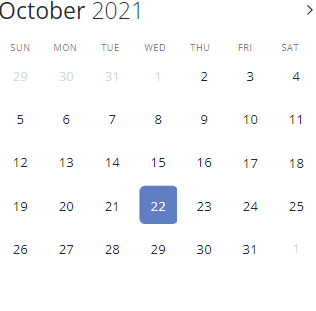 October 2021
SUN MON TUE WED THU FRI SAT
29 30 31 1 2 3 4
5 6 7 8 9 10 11
12 13 14 15 16 17 18
19 20 21 22 23 24 25
26 27 28 29 30 31 1